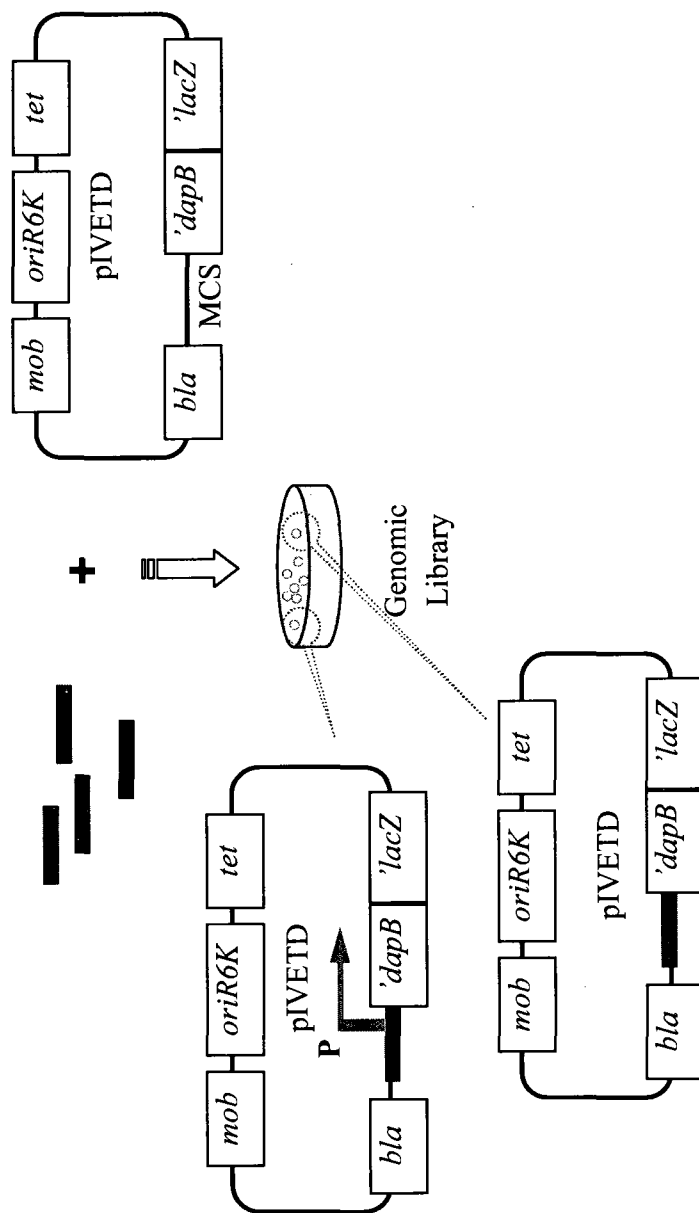 +
mob
oriR6K
tet
pIVETD
bla
MCS
'dapB
'lacZ
Genomic
Library
mob
oriR6K
tet
pIVETD
P
bla
'dapB
'lacZ
mob
oriR6K
tet
pIVETD
bla
'dapB
'lacZ